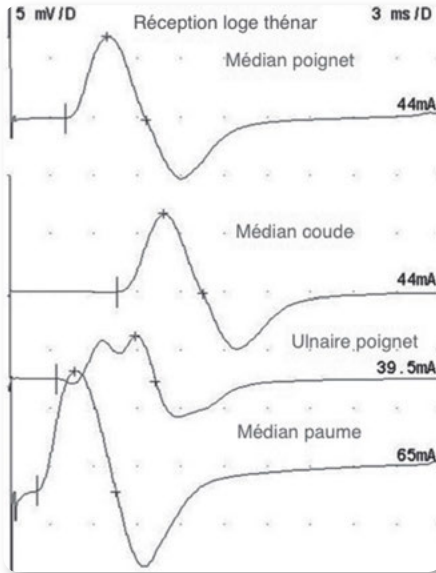 5 mV/D
3 ms/D
Réception loge thénar
Médian poignet
44mA
Médian coude
44mA
Ulnaire poignet
39.5mA
Médian paume
65mA